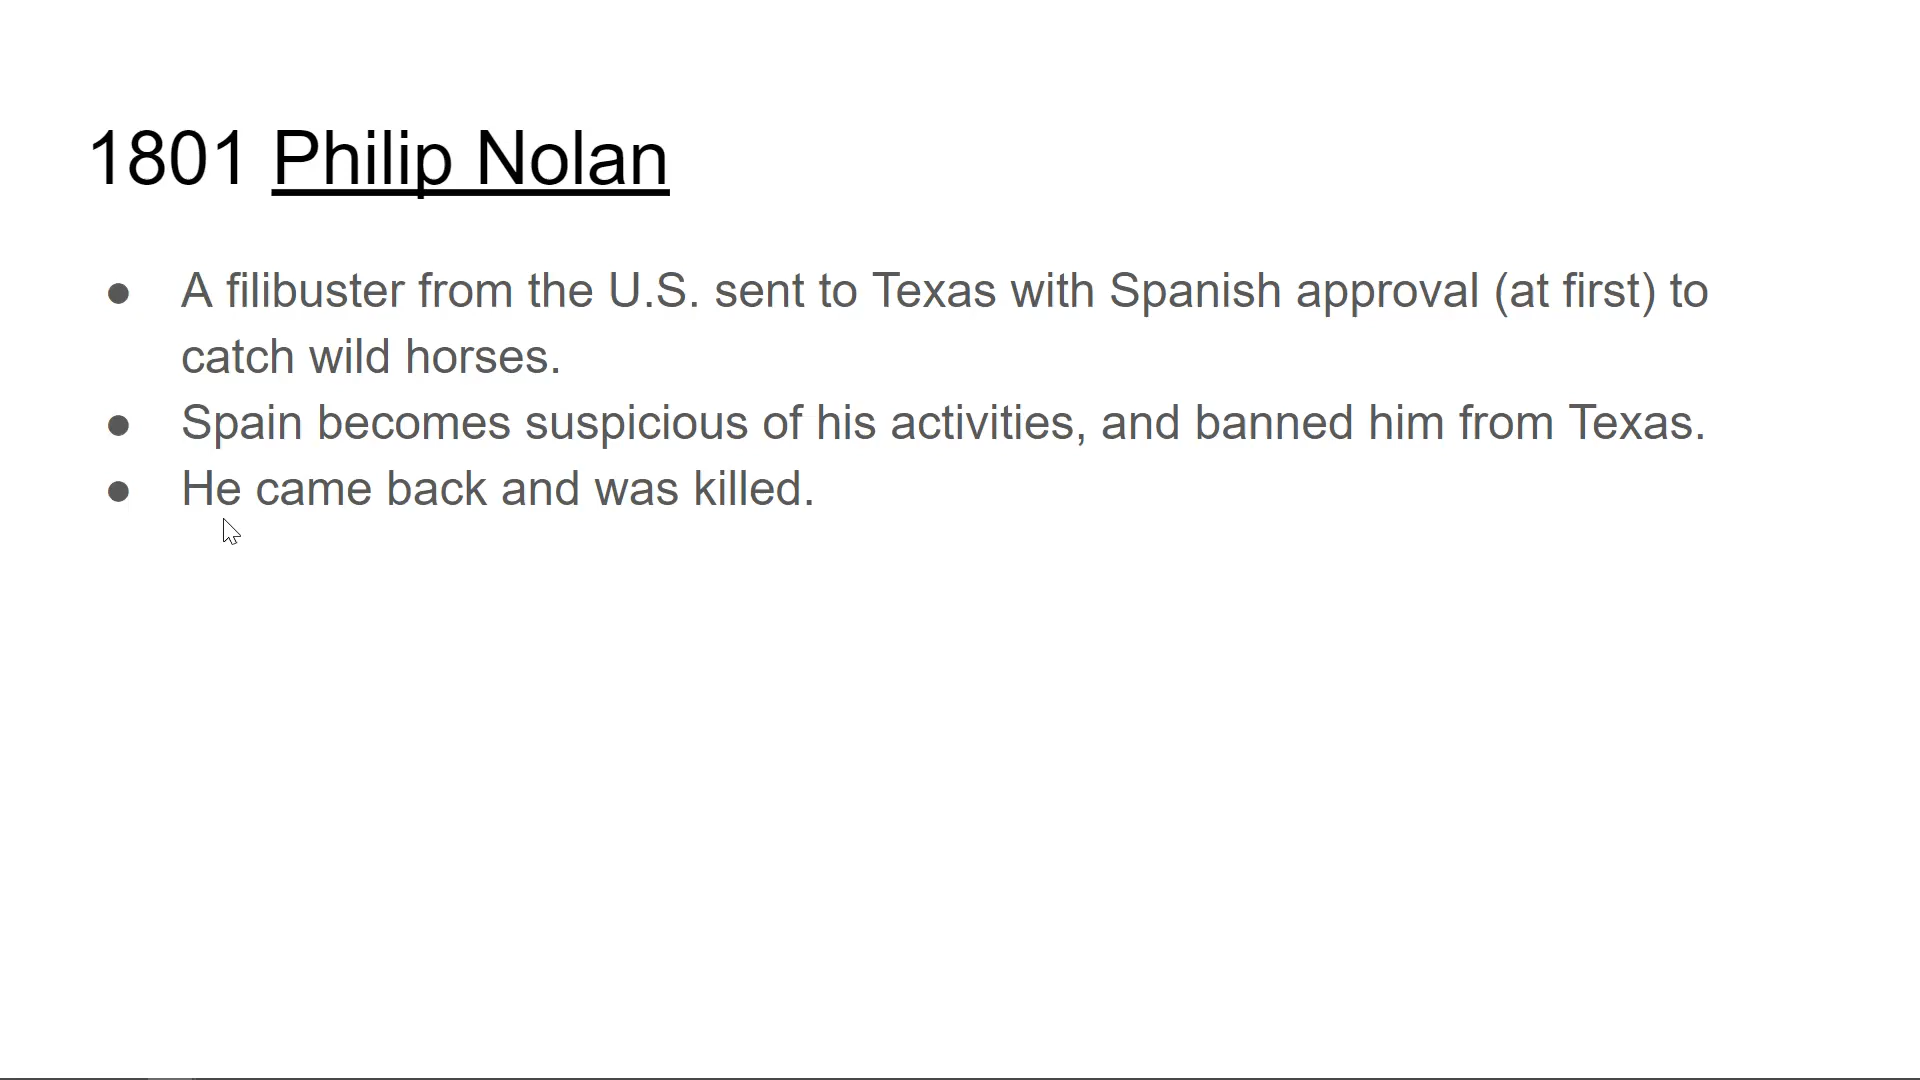 1801 Philip Nolan
● A filibuster from the U.S. sent to Texas with Spanish approval (at first) to
catch wild horses.
● Spain becomes suspicious of his activities, and banned him from Texas.
● He came back and was killed.